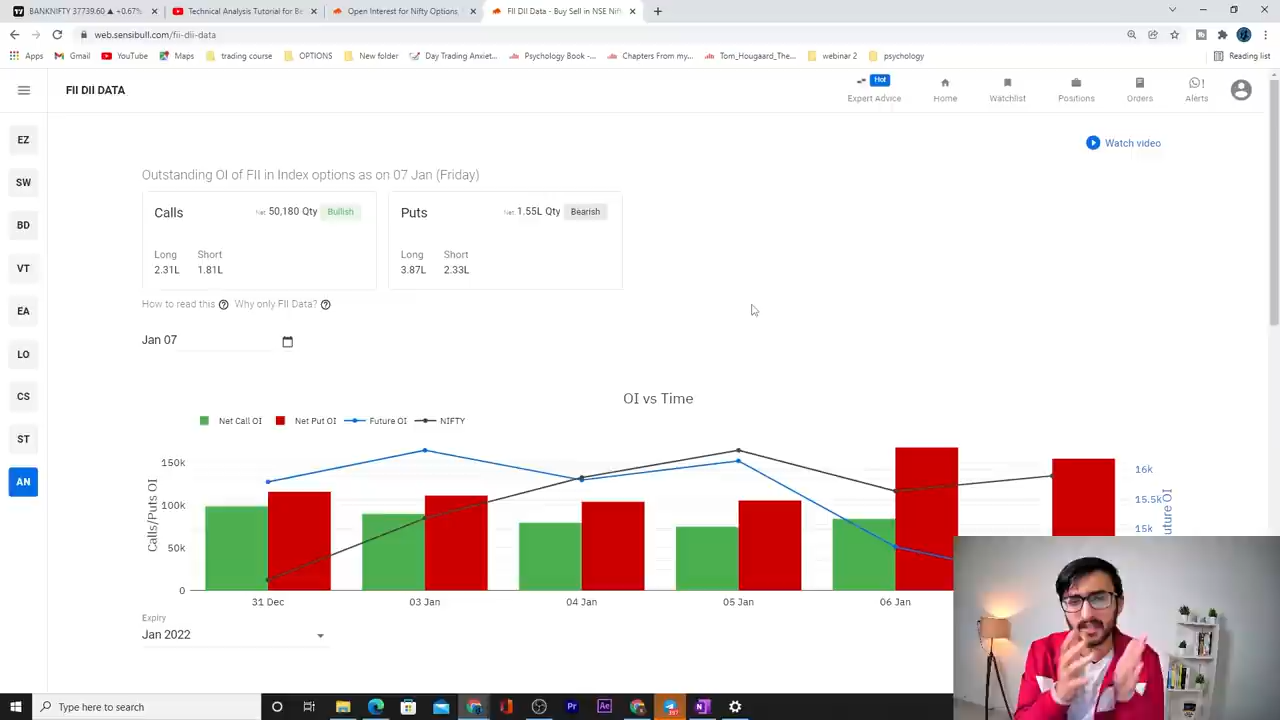 BANKNIFTY 37739.60 ▲ +0.67%
Technical Analysis Tutorial for Be
Open Interest for Nifty Options,
FII DII Data - Buy Sell in NSE Nif
web.sensibull.com/fii-dii-data
Apps
Gmail
YouTube
Maps
trading course
OPTIONS
New folder
Day Trading Anxiet...
Psychology Book -...
Chapters From my...
Tom_Hougaard_The...
webinar 2
psychology
Reading list
FII DII DATA
Hot
Expert Advice
Home
Watchlist
Positions
Orders
Alerts
EZ
SW
BD
VT
EA
LO
CS
ST
AN
Watch video
Outstanding OI of FII in Index options as on 07 Jan (Friday)
Calls Net 50,180 Qty Bullish
Long Short
2.31L 1.81L
Puts Net 1.55L Qty Bearish
Long Short
3.87L 2.33L
How to read this ? Why only FII Data? ?
Jan 07
OI vs Time
Net Call OI Net Put OI Future OI NIFTY
Calls/Puts OI
150k
100k
50k
0
16k
15.5k
15k
31 Dec 03 Jan 04 Jan 05 Jan 06 Jan
Expiry
Jan 2022
Type here to search
Pr
Ae